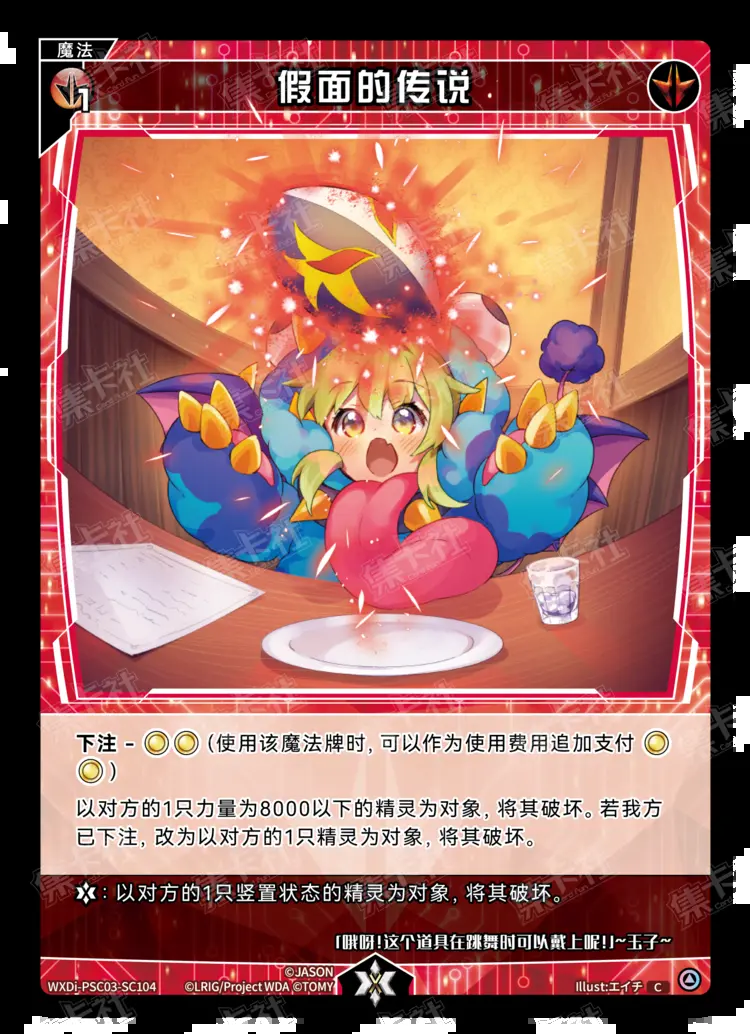 魔法
1
假面的传说
下注 - (使用该魔法牌时, 可以作为使用费用追加支付
)
以对方的1只力量为8000以下的精灵为对象, 将其破坏。若我方
已下注, 改为以对方的1只精灵为对象, 将其破坏。
: 以对方的1只竖置状态的精灵为对象, 将其破坏。
「哦呀!这个道具在跳舞时可以戴上呢!」~玉子~
©JASON
WXDi-PSC03-SC104 ©LRIG/Project WDA ©TOMY Illust:エイチ C
集卡社